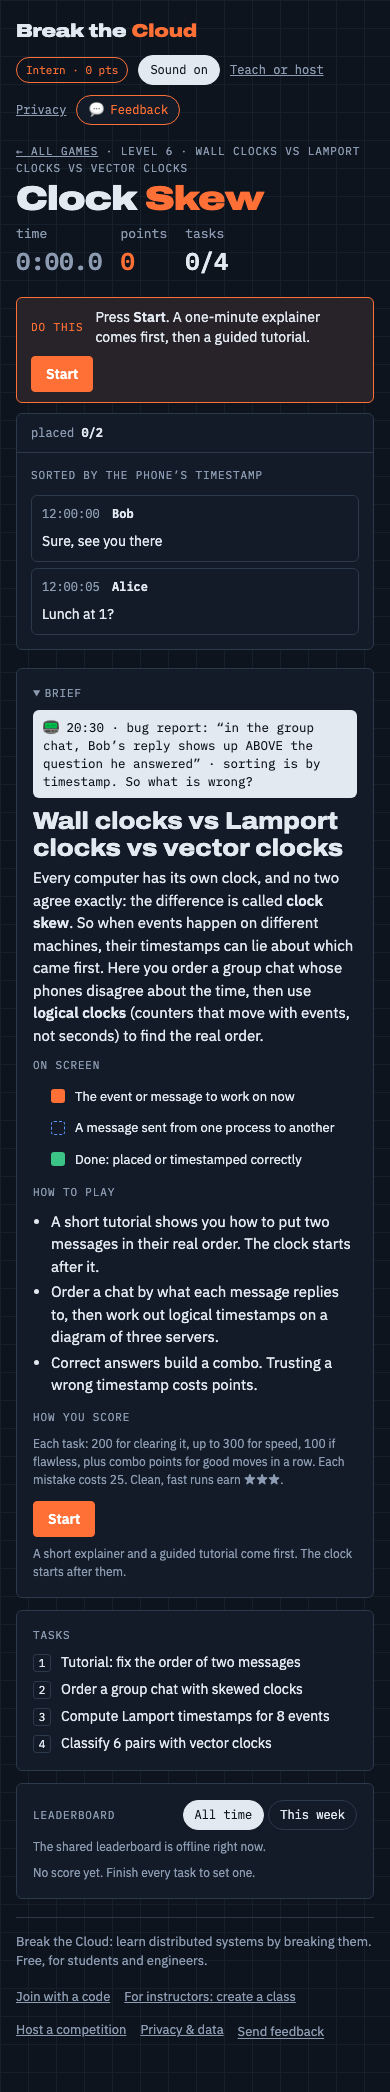 Break the Cloud
Intern · 0 pts
Sound on
Teach or host
Privacy
💬 Feedback
← ALL GAMES · LEVEL 6 · WALL CLOCKS VS LAMPORT
CLOCKS VS VECTOR CLOCKS
Clock Skew
time points tasks
0:00.0 0 0/4
DO THIS
Press Start. A one-minute explainer
comes first, then a guided tutorial.
Start
placed 0/2
SORTED BY THE PHONE’S TIMESTAMP
12:00:00 Bob
Sure, see you there
12:00:05 Alice
Lunch at 1?
▼ BRIEF
📟 20:30 · bug report: “in the group
chat, Bob’s reply shows up ABOVE the
question he answered” · sorting is by
timestamp. So what is wrong?
Wall clocks vs Lamport
clocks vs vector clocks
Every computer has its own clock, and no two
agree exactly: the difference is called clock
skew. So when events happen on different
machines, their timestamps can lie about which
came first. Here you order a group chat whose
phones disagree about the time, then use
logical clocks (counters that move with events,
not seconds) to find the real order.
ON SCREEN
The event or message to work on now
A message sent from one process to another
Done: placed or timestamped correctly
HOW TO PLAY
• A short tutorial shows you how to put two
messages in their real order. The clock starts
after it.
• Order a chat by what each message replies
to, then work out logical timestamps on a
diagram of three servers.
• Correct answers build a combo. Trusting a
wrong timestamp costs points.
HOW YOU SCORE
Each task: 200 for clearing it, up to 300 for speed, 100 if
flawless, plus combo points for good moves in a row. Each
mistake costs 25. Clean, fast runs earn ★★★.
Start
A short explainer and a guided tutorial come first. The clock
starts after them.
TASKS
1 Tutorial: fix the order of two messages
2 Order a group chat with skewed clocks
3 Compute Lamport timestamps for 8 events
4 Classify 6 pairs with vector clocks
LEADERBOARD
All time
This week
The shared leaderboard is offline right now.
No score yet. Finish every task to set one.
Break the Cloud: learn distributed systems by breaking them.
Free, for students and engineers.
Join with a code For instructors: create a class
Host a competition Privacy & data Send feedback